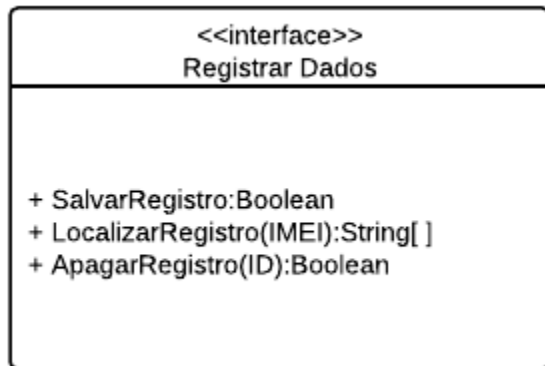 <<interface>>
Registrar Dados
+ SalvarRegistro:Boolean
+ LocalizarRegistro(IMEI):String[ ]
+ ApagarRegistro(ID):Boolean